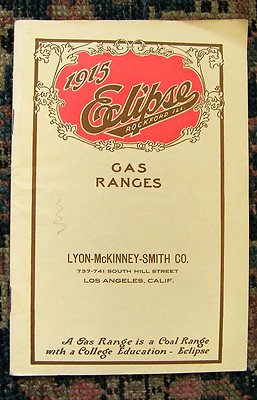 1915
Eclipse
ROCKFORD ILL.
GAS
RANGES
LYON-McKINNEY-SMITH CO.
737-741 SOUTH HILL STREET
LOS ANGELES, CALIF.
A Gas Range is a Coal Range
with a College Education - Eclipse